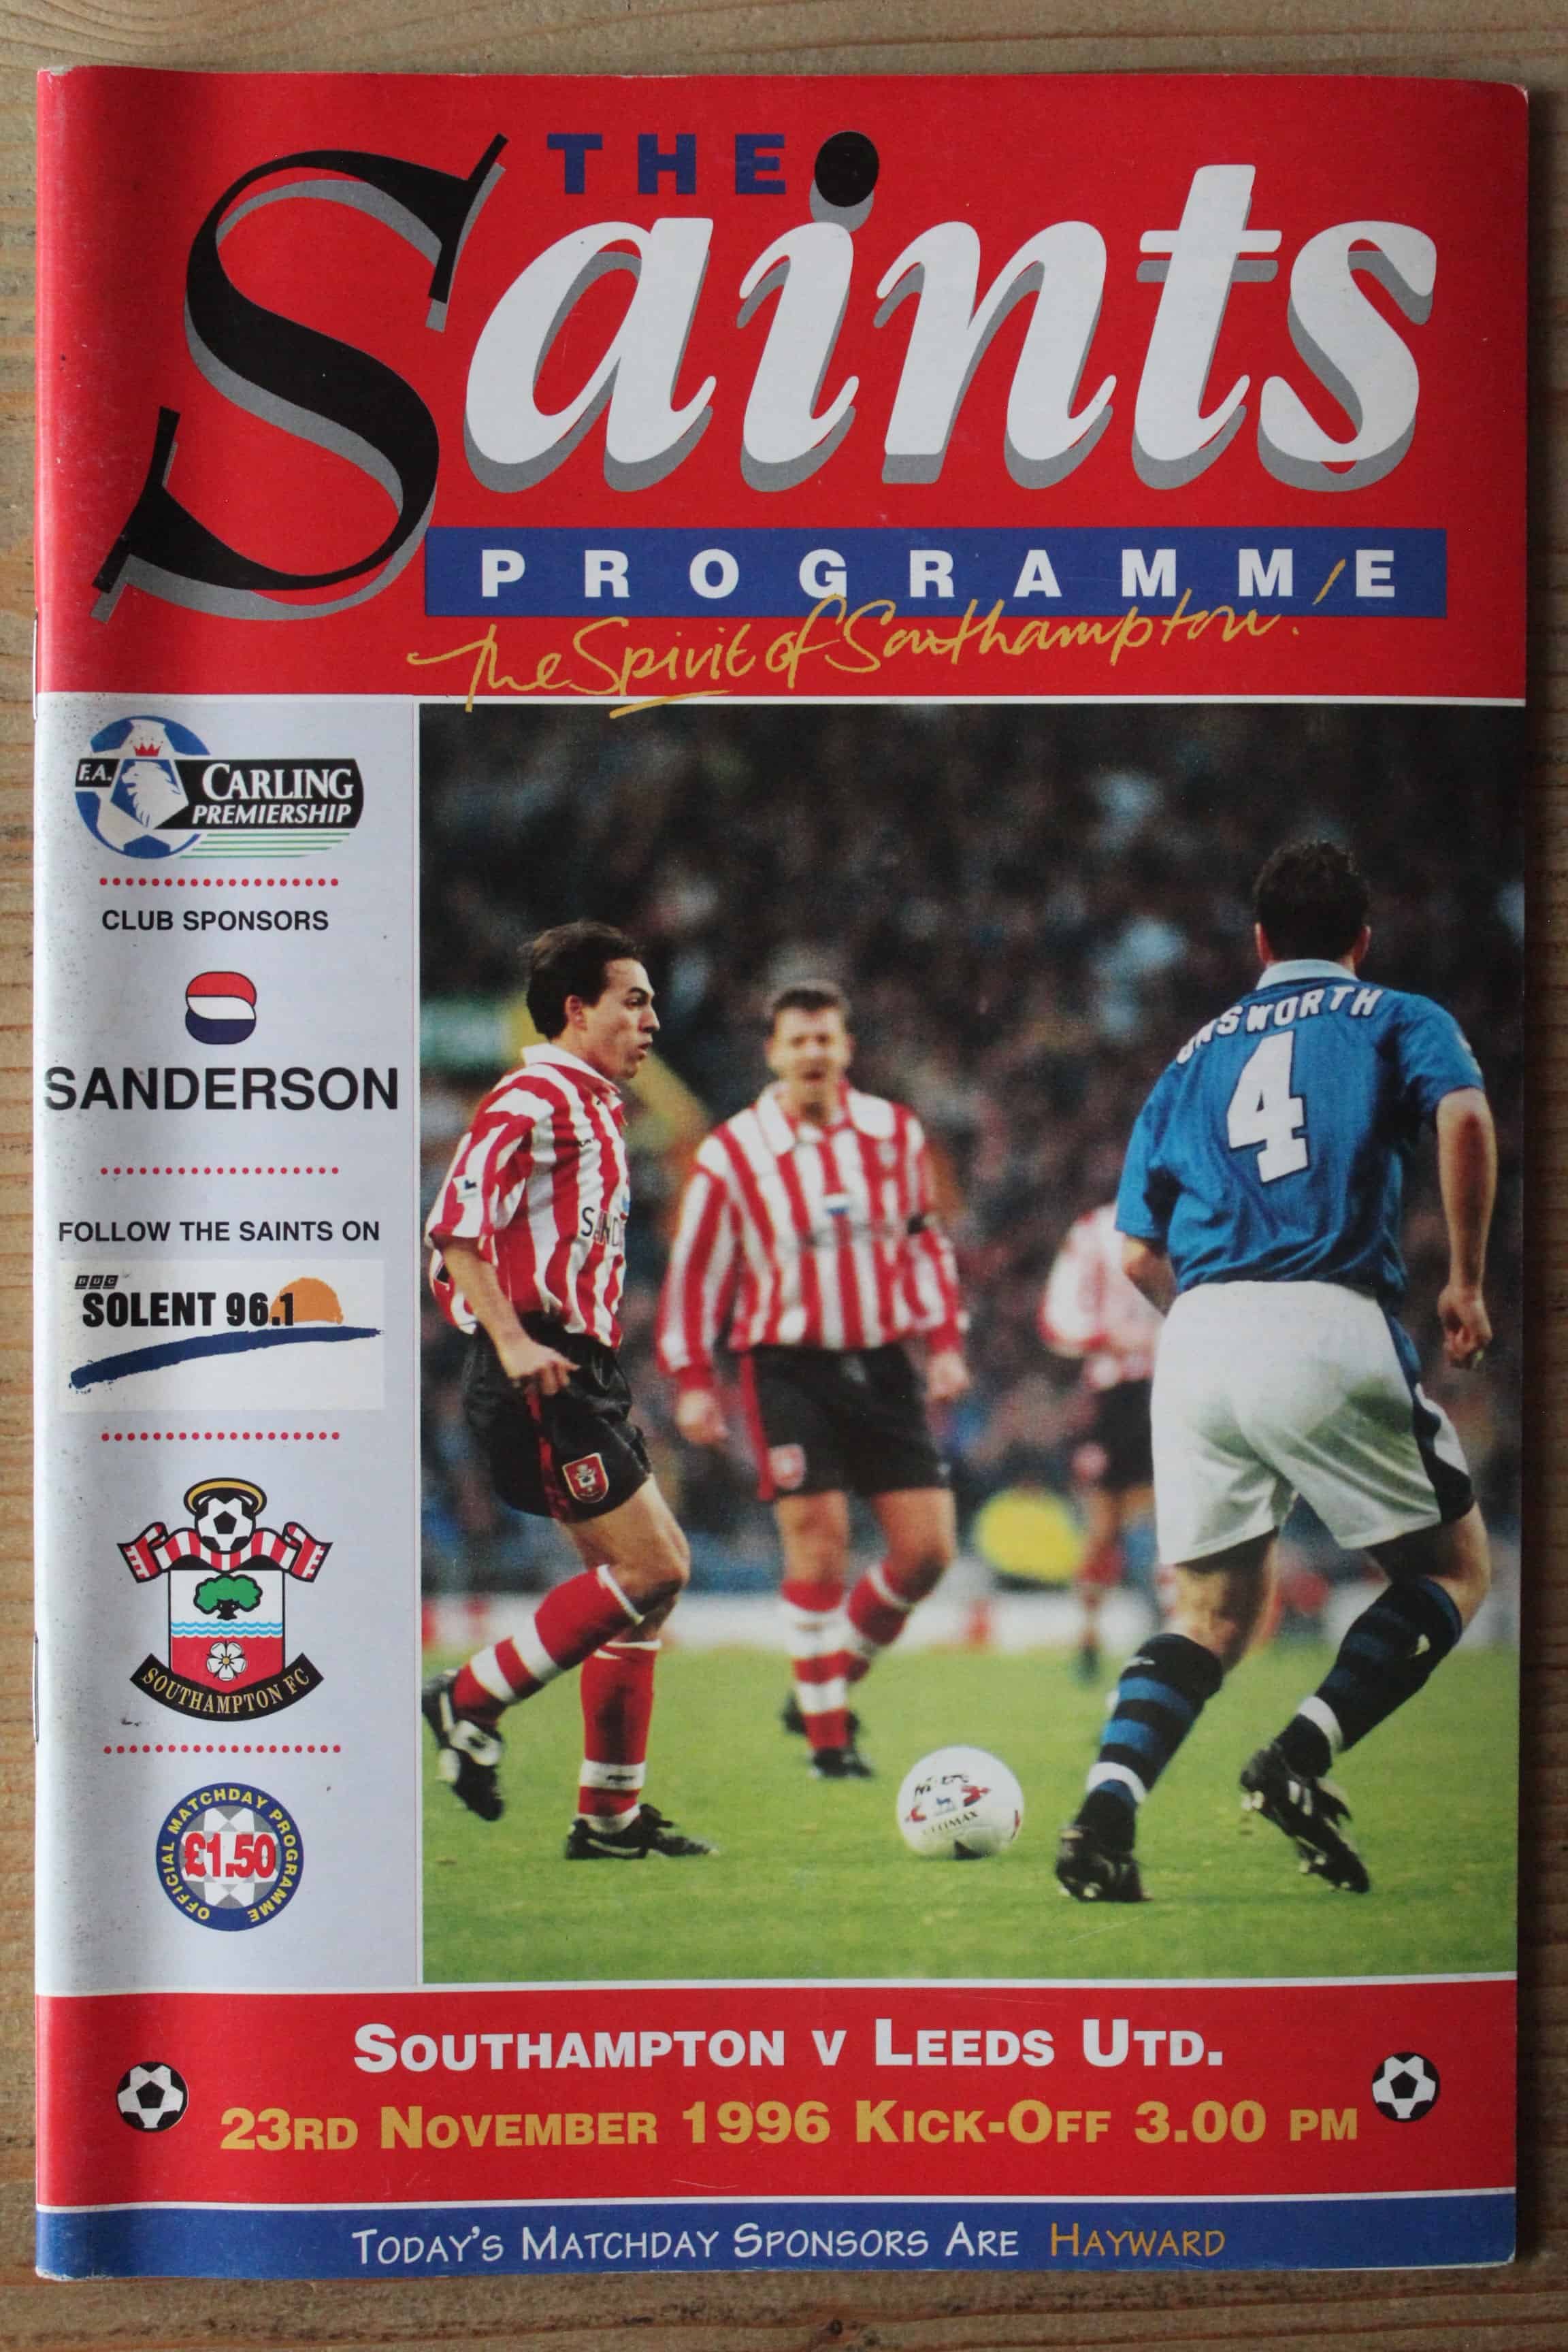 THE
Saints
PROGRAMME
The Spirit of Southampton.
F.A. CARLING
PREMIERSHIP
CLUB SPONSORS
SANDERSON
FOLLOW THE SAINTS ON
BBC
SOLENT 96.1
SOUTHAMPTON FC
OFFICIAL MATCHDAY PROGRAMME
£1.50
UNSWORTH
4
SOUTHAMPTON V LEEDS UTD.
23RD NOVEMBER 1996 KICK-OFF 3.00 PM
TODAY'S MATCHDAY SPONSORS ARE HAYWARD